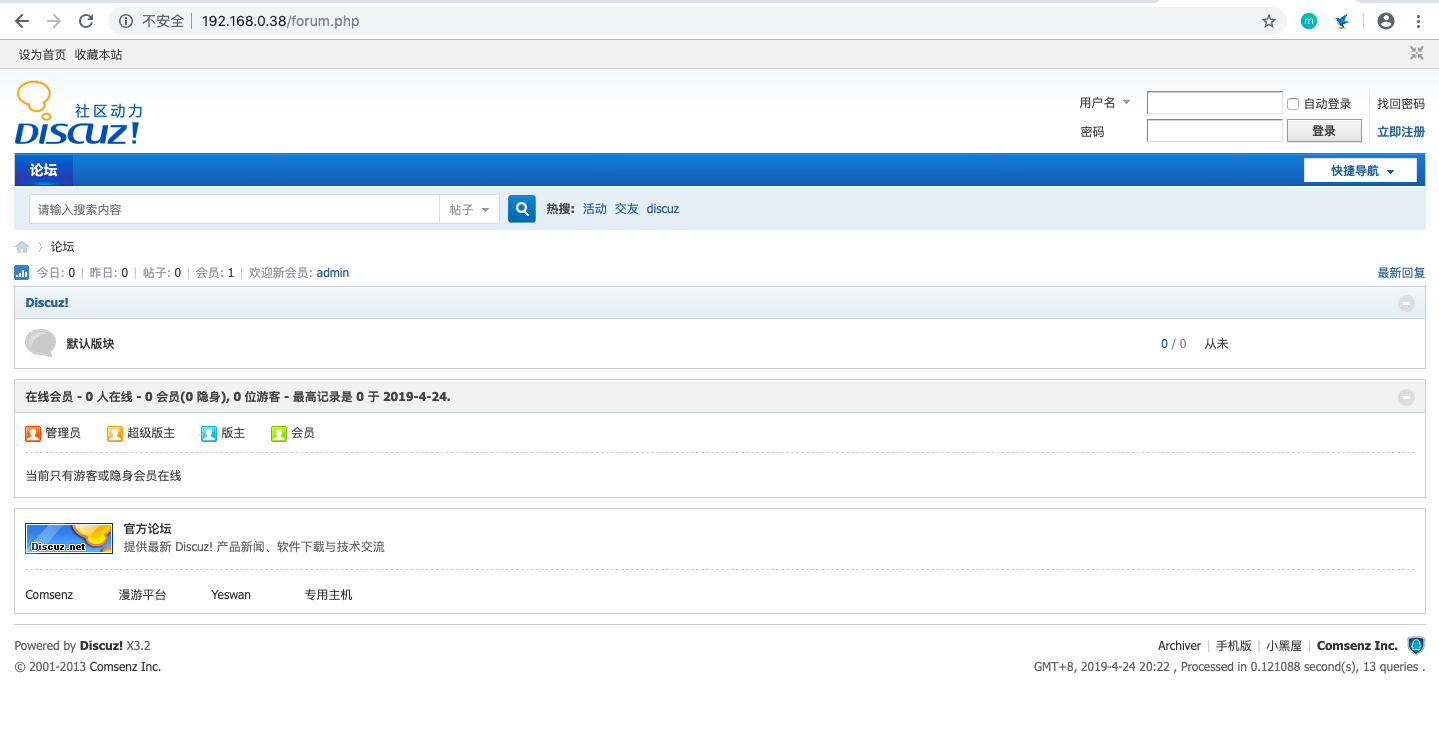 不安全 192.168.0.38/forum.php
设为首页 收藏本站
社区动力
DISCUZ!
用户名 自动登录 找回密码
密码 登录 立即注册
论坛 快捷导航
请输入搜索内容 帖子 热搜: 活动 交友 discuz
论坛
今日: 0 | 昨日: 0 | 帖子: 0 | 会员: 1 | 欢迎新会员: admin 最新回复
Discuz!
默认版块 0 / 0 从未
在线会员 - 0 人在线 - 0 会员(0 隐身), 0 位游客 - 最高记录是 0 于 2019-4-24.
管理员 超级版主 版主 会员
当前只有游客或隐身会员在线
Discuz.net 官方论坛
提供最新 Discuz! 产品新闻、软件下载与技术交流
Comsenz 漫游平台 Yeswan 专用主机
Powered by Discuz! X3.2 Archiver | 手机版 | 小黑屋 | Comsenz Inc.
© 2001-2013 Comsenz Inc. GMT+8, 2019-4-24 20:22 , Processed in 0.121088 second(s), 13 queries .